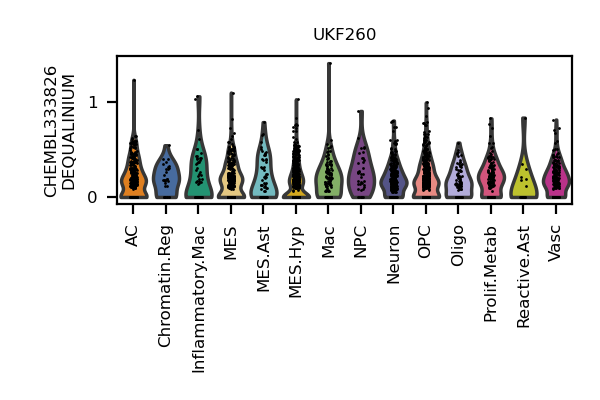 UKF260
CHEMBL333826
DEQUALINIUM
1
0
AC
Chromatin.Reg
Inflammatory.Mac
MES
MES.Ast
MES.Hyp
Mac
NPC
Neuron
OPC
Oligo
Prolif.Metab
Reactive.Ast
Vasc